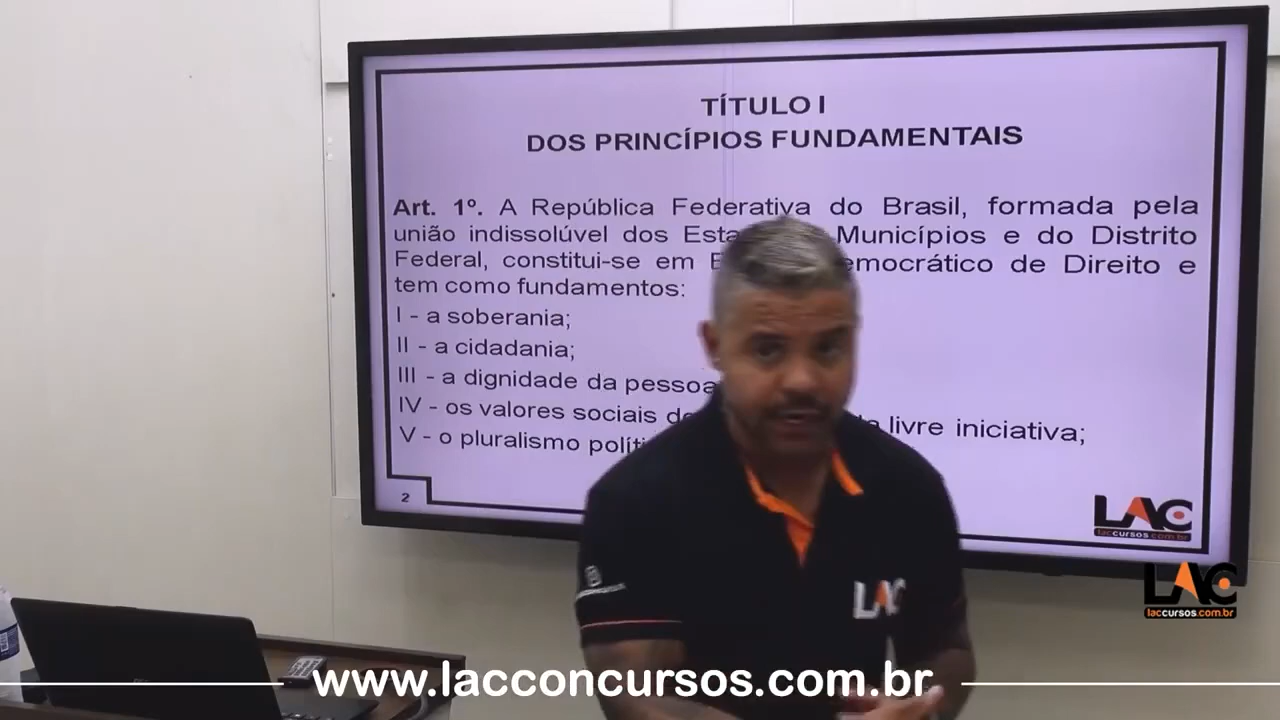 TÍTULO I
DOS PRINCÍPIOS FUNDAMENTAIS
Art. 1º. A República Federativa do Brasil, formada pela
união indissolúvel dos Municípios e do Distrito
Federal, constitui-se em de Direito e
tem como fundamentos:
I - a soberania;
II - a cidadania;
III - a dignidade da pessoa
IV - os valores sociais livre iniciativa;
V - o pluralismo
2
LAC
laccursos.com.br
LAC
laccursos.com.br
LAC
www.lacconcursos.com.br